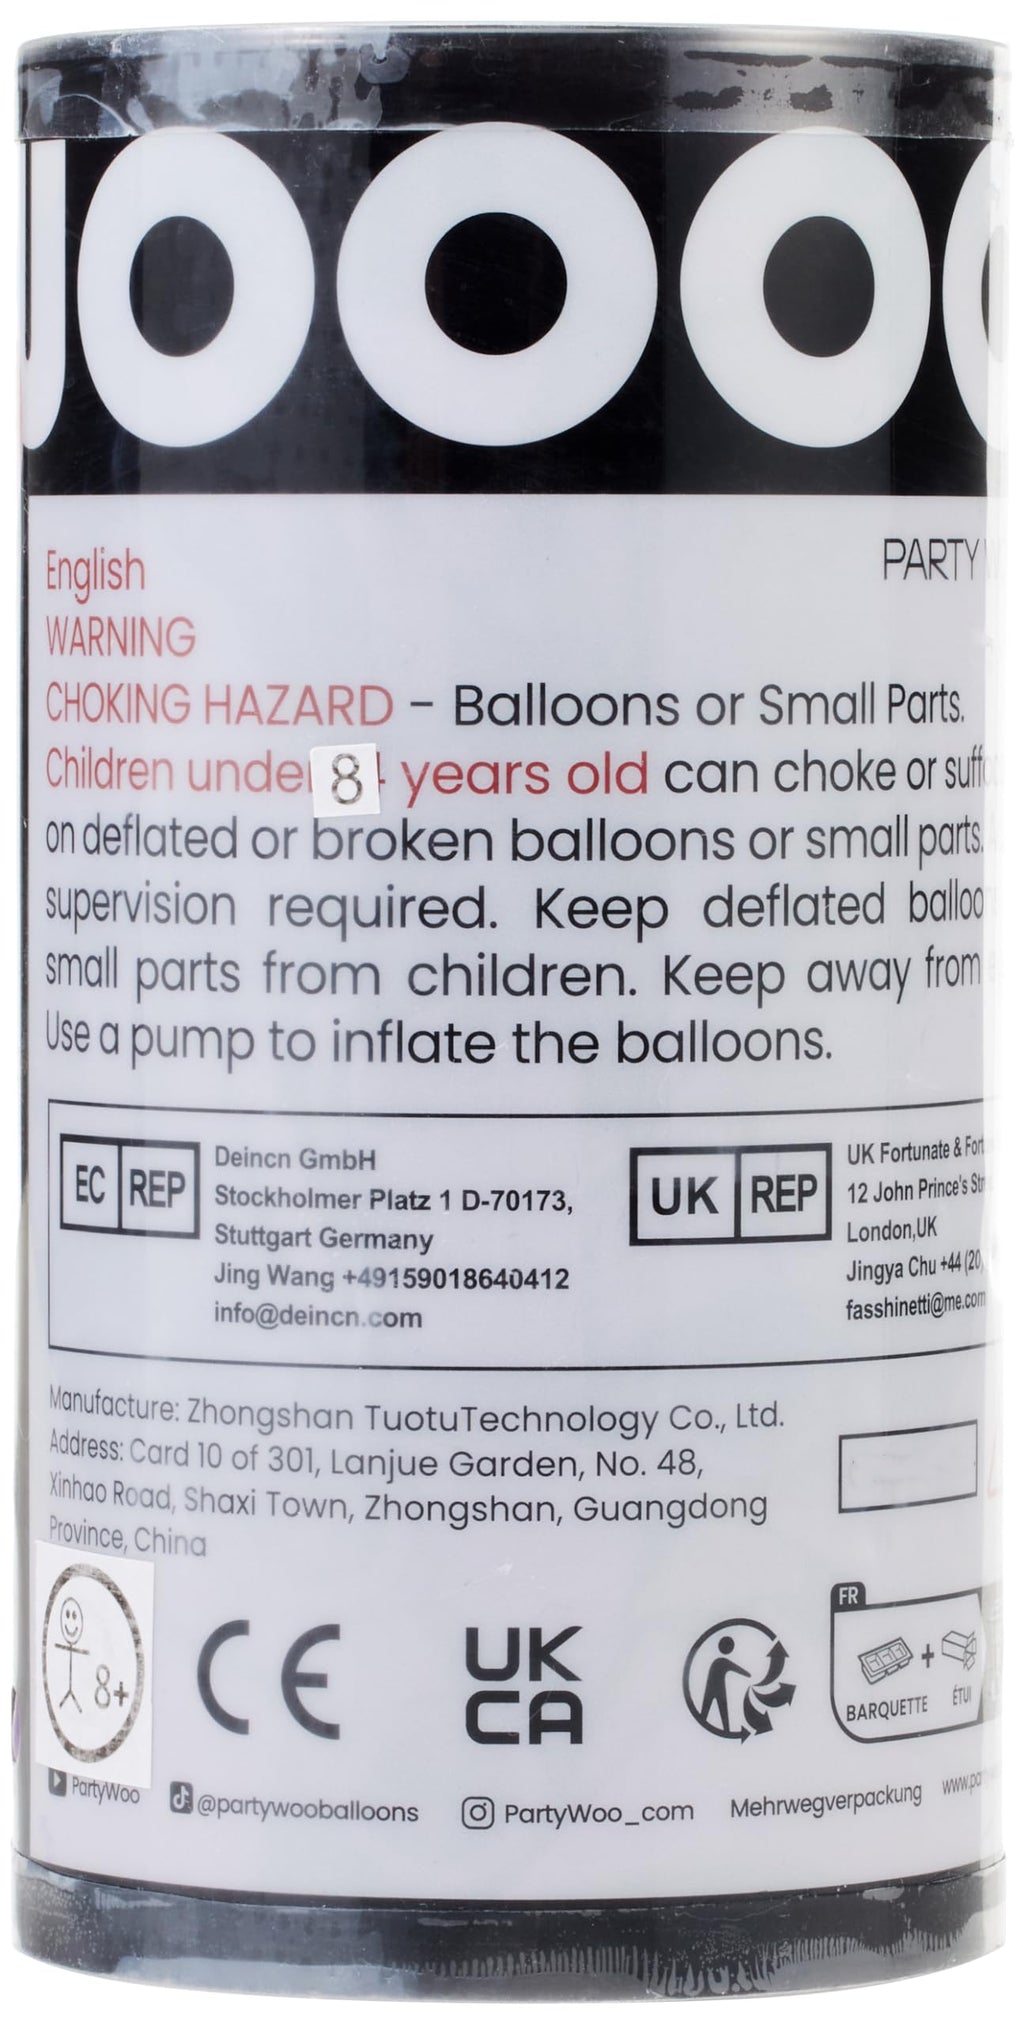 OOO
English
PARTY
WARNING
CHOKING HAZARD – Balloons or Small Parts.
Children under 8 years old can choke or
on deflated or broken balloons or small parts.
supervision required. Keep deflated
small parts from children. Keep away from
Use a pump to inflate the balloons.
EC REP
Deincn GmbH
Stockholmer Platz 1 D-70173,
Stuttgart Germany
Jing Wang +4915901864 0412
info@deincn.com
UK REP
UK Fortunate &
12 John Prince's
London,UK
Jingya Chu +44 (20)
fasshinetti@me.com
Manufacture: Zhongshan TuotuTechnology Co., Ltd.
Address: Card 10 of 301, Lanjue Garden, No. 48,
Xinhao Road, Shaxi Town, Zhongshan, Guangdong
Province, China
8+
CE
UK
CA
FR
BARQUETTE + ÉTUI
PartyWoo
@partywooballoons
PartyWoo_com
Mehrwegverpackung